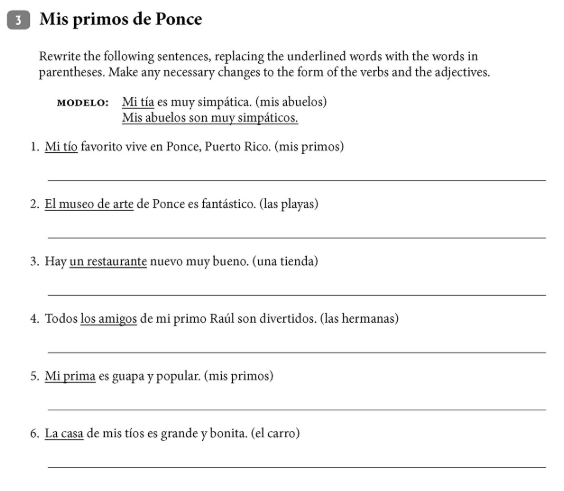 3 Mis primos de Ponce
Rewrite the following sentences, replacing the underlined words with the words in
parentheses. Make any necessary changes to the form of the verbs and the adjectives.
MODELO: Mi tía es muy simpática. (mis abuelos)
Mis abuelos son muy simpáticos.
1. Mi tío favorito vive en Ponce, Puerto Rico. (mis primos)
2. El museo de arte de Ponce es fantástico. (las playas)
3. Hay un restaurante nuevo muy bueno. (una tienda)
4. Todos los amigos de mi primo Raúl son divertidos. (las hermanas)
5. Mi prima es guapa y popular. (mis primos)
6. La casa de mis tíos es grande y bonita. (el carro)